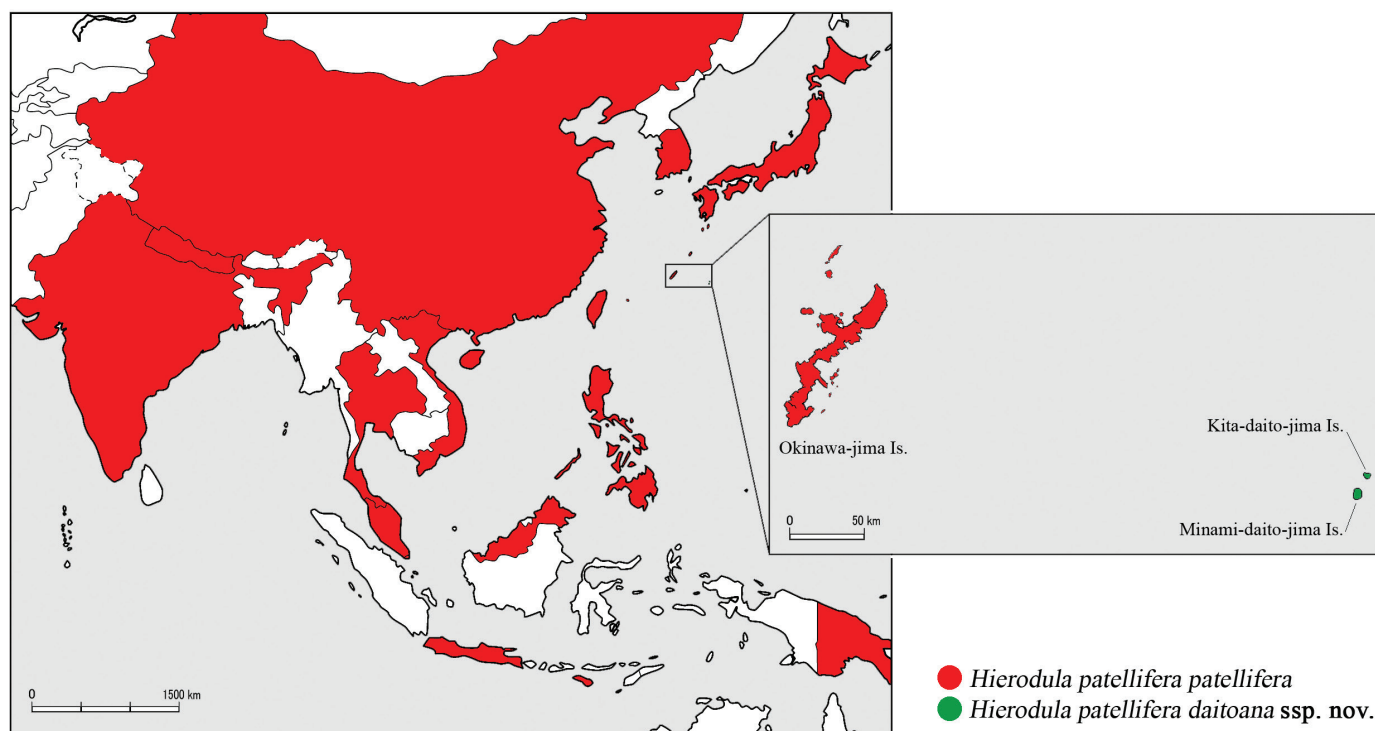 Okinawa-jima Is.
Kita-daito-jima Is.
Minami-daito-jima Is.
0 50 km
0 1500 km
Hierodula patellifera patellifera
Hierodula patellifera daitoana ssp. nov.